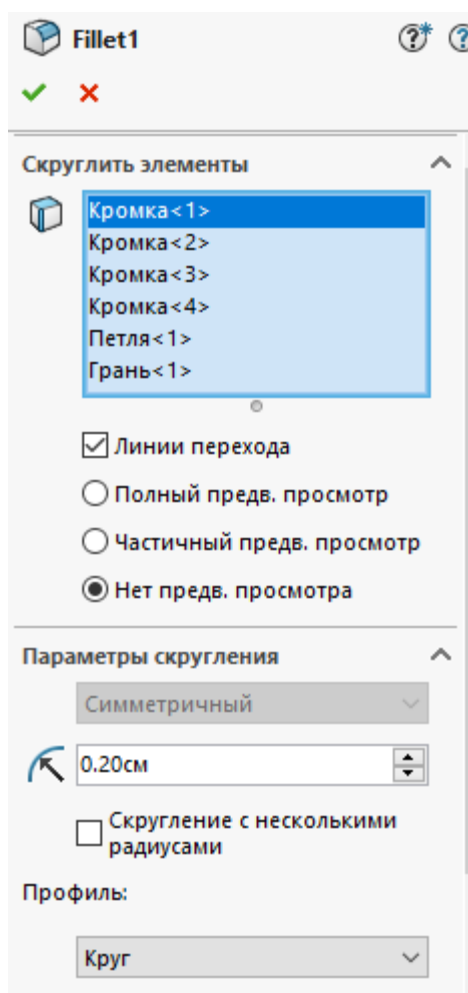 Fillet1
Скруглить элементы
Кромка<1>
Кромка<2>
Кромка<3>
Кромка<4>
Петля<1>
Грань<1>
Линии перехода
Полный предв. просмотр
Частичный предв. просмотр
Нет предв. просмотра
Параметры скругления
Симметричный
0.20см
Скругление с несколькими
радиусами
Профиль:
Круг